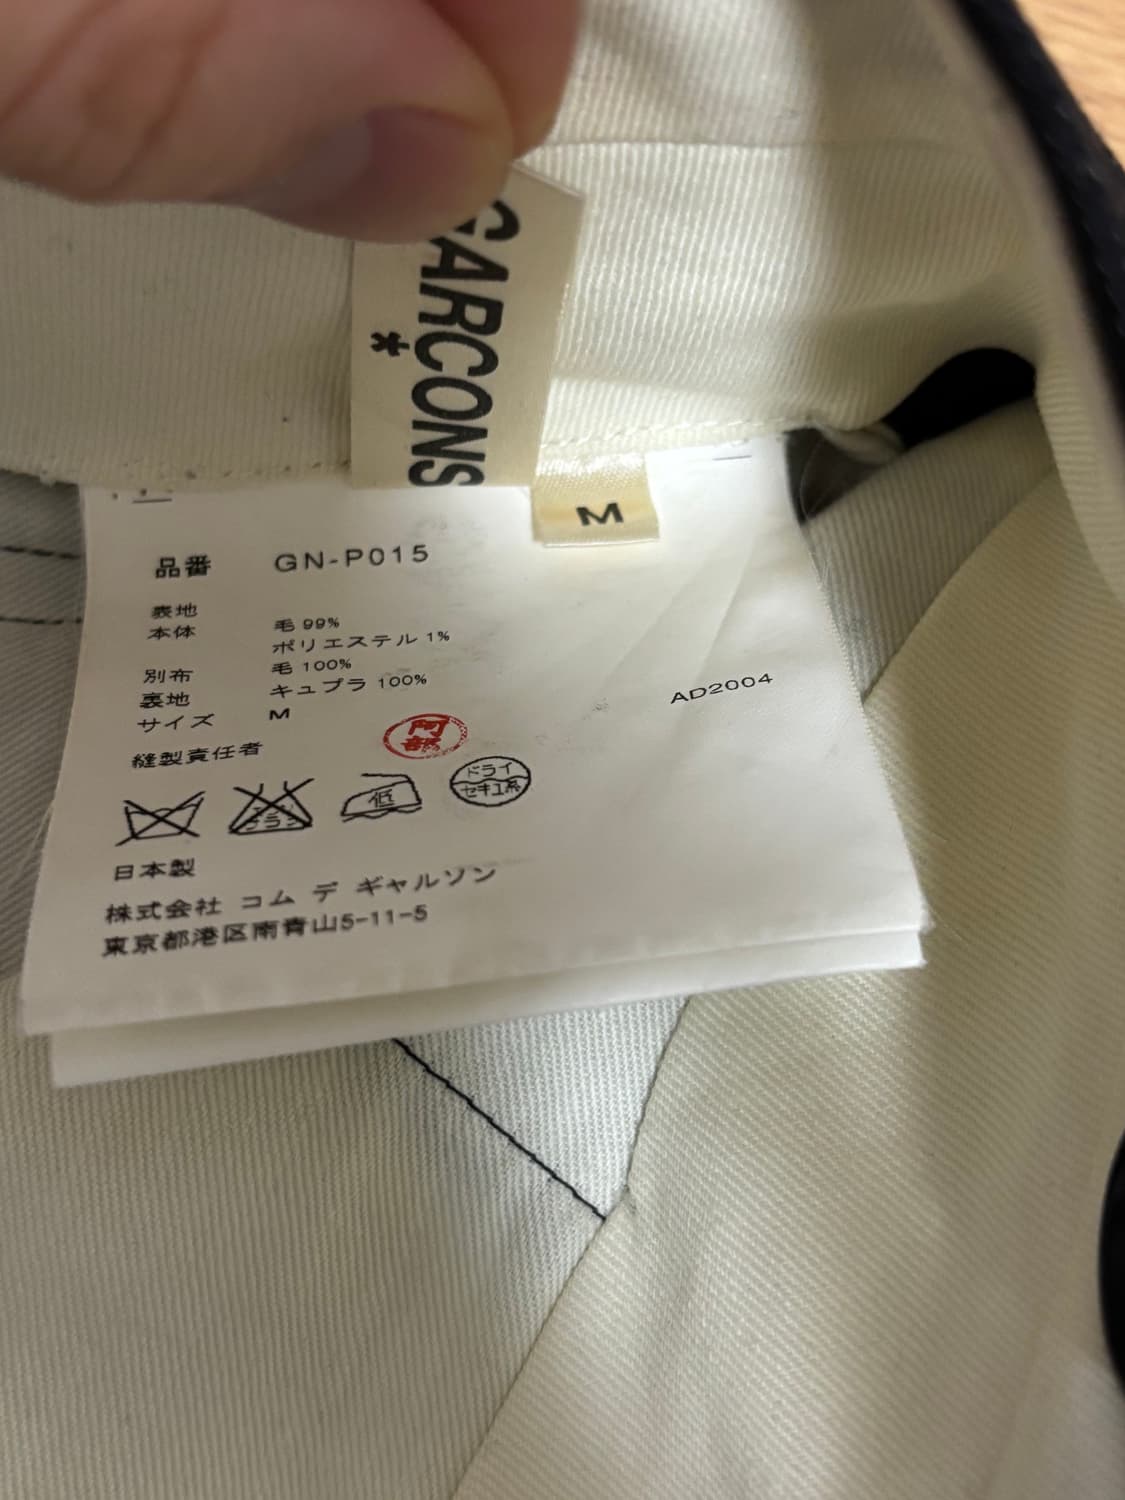 GARÇONS
M
品番 GN-P015
表地
本体 毛 99%
ポリエステル 1%
別布 毛 100%
裏地 キュプラ 100%
サイズ M
AD2004
縫製責任者 阿部
低
ドライ
セキユ系
日本製
株式会社 コム デ ギャルソン
東京都港区南青山5-11-5